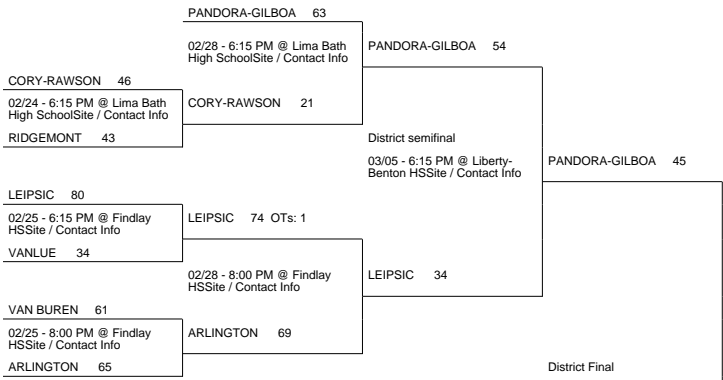 PANDORA-GILBOA 63
02/28 - 6:15 PM @ Lima Bath
High SchoolSite / Contact Info
PANDORA-GILBOA 54
CORY-RAWSON 46
02/24 - 6:15 PM @ Lima Bath
High SchoolSite / Contact Info
CORY-RAWSON 21
RIDGEMONT 43
District semifinal
03/05 - 6:15 PM @ Liberty-
Benton HSSite / Contact Info
PANDORA-GILBOA 45
LEIPSIC 80
02/25 - 6:15 PM @ Findlay
HSSite / Contact Info
LEIPSIC 74 OTs: 1
VANLUE 34
02/28 - 8:00 PM @ Findlay
HSSite / Contact Info
LEIPSIC 34
VAN BUREN 61
02/25 - 8:00 PM @ Findlay
HSSite / Contact Info
ARLINGTON 69
ARLINGTON 65
District Final